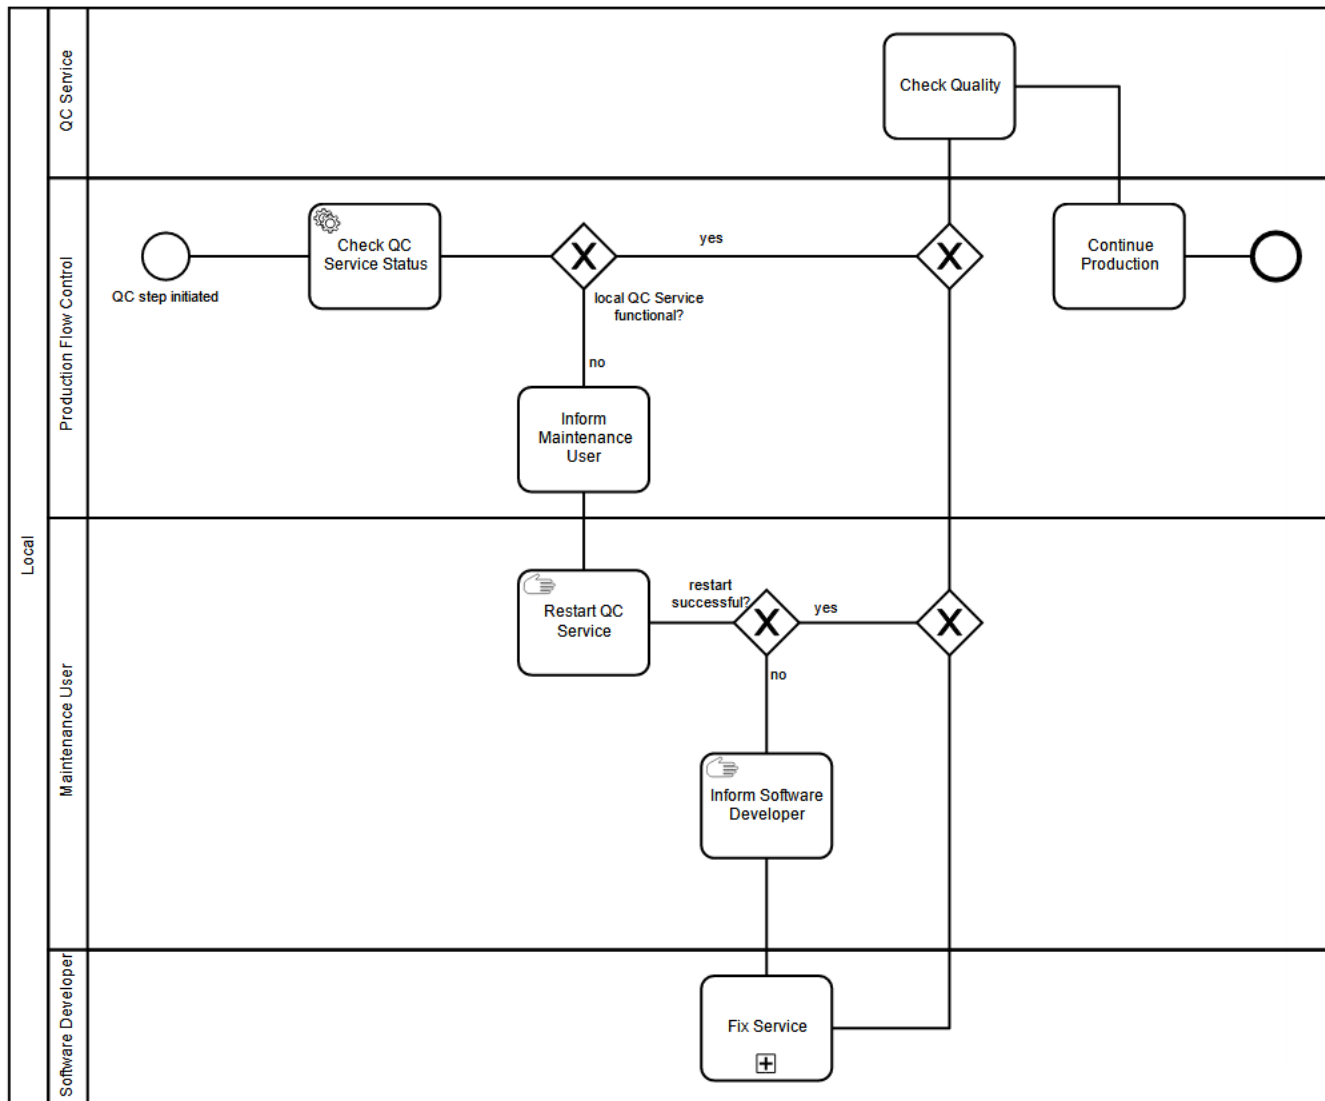 Local
QC Service
Check Quality
Production Flow Control
QC step initiated
Check QC
Service Status
yes
local QC Service
functional?
no
Continue
Production
Inform
Maintenance
User
Maintenance User
Restart QC
Service
restart
successful?
yes
no
Inform Software
Developer
Software Developer
Fix Service